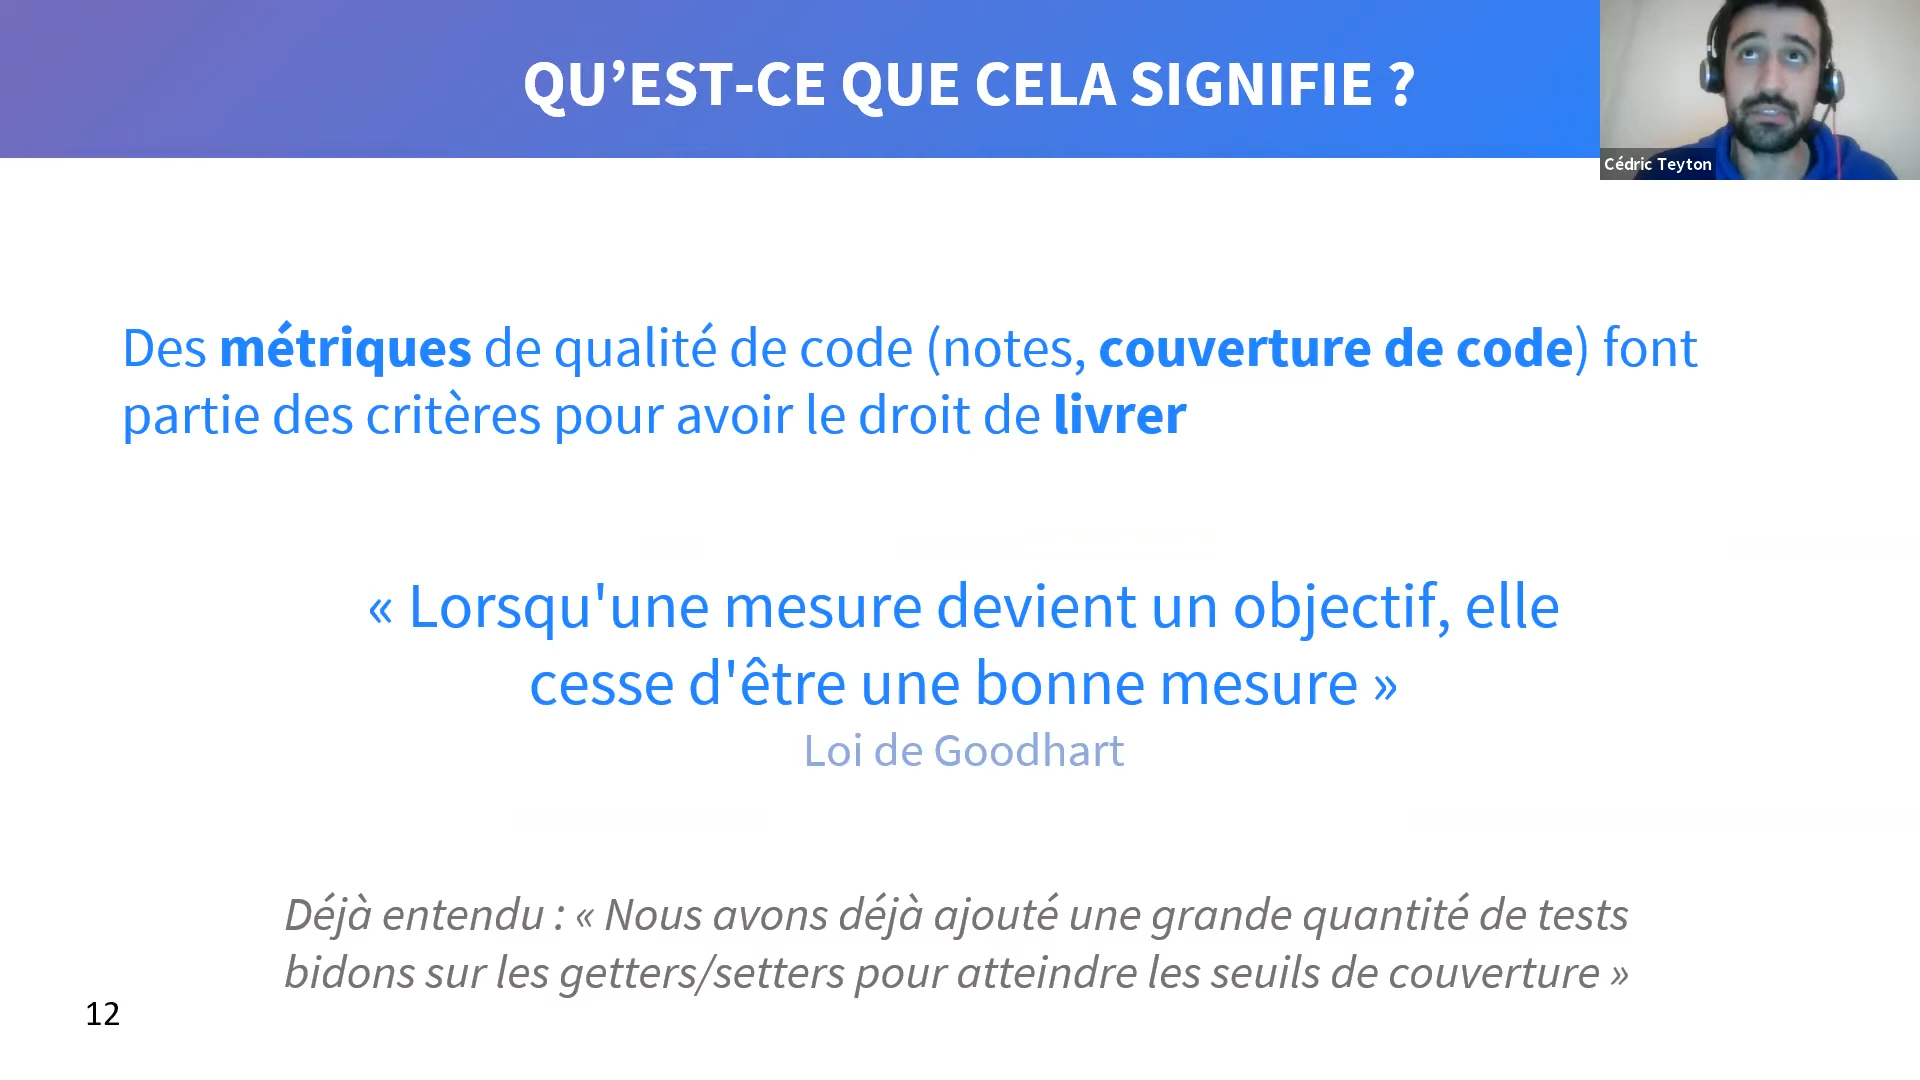 QU’EST-CE QUE CELA SIGNIFIE ?
Cédric Teyton
Des métriques de qualité de code (notes, couverture de code) font
partie des critères pour avoir le droit de livrer
« Lorsqu'une mesure devient un objectif, elle
cesse d'être une bonne mesure »
Loi de Goodhart
Déjà entendu : « Nous avons déjà ajouté une grande quantité de tests
bidons sur les getters/setters pour atteindre les seuils de couverture »
12